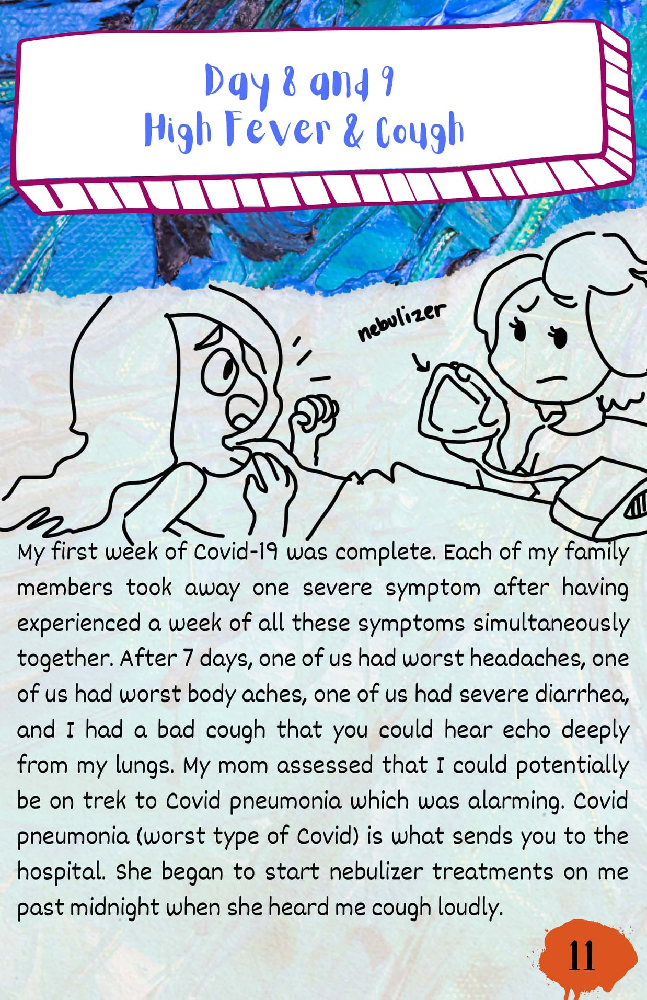 Day 8 and 9
High Fever & Cough
nebulizer
My first week of Covid-19 was complete. Each of my family
members took away one severe symptom after having
experienced a week of all these symptoms simultaneously
together. After 7 days, one of us had worst headaches, one
of us had worst body aches, one of us had severe diarrhea,
and I had a bad cough that you could hear echo deeply
from my lungs. My mom assessed that I could potentially
be on trek to Covid pneumonia which was alarming. Covid
pneumonia (worst type of Covid) is what sends you to the
hospital. She began to start nebulizer treatments on me
past midnight when she heard me cough loudly.
11